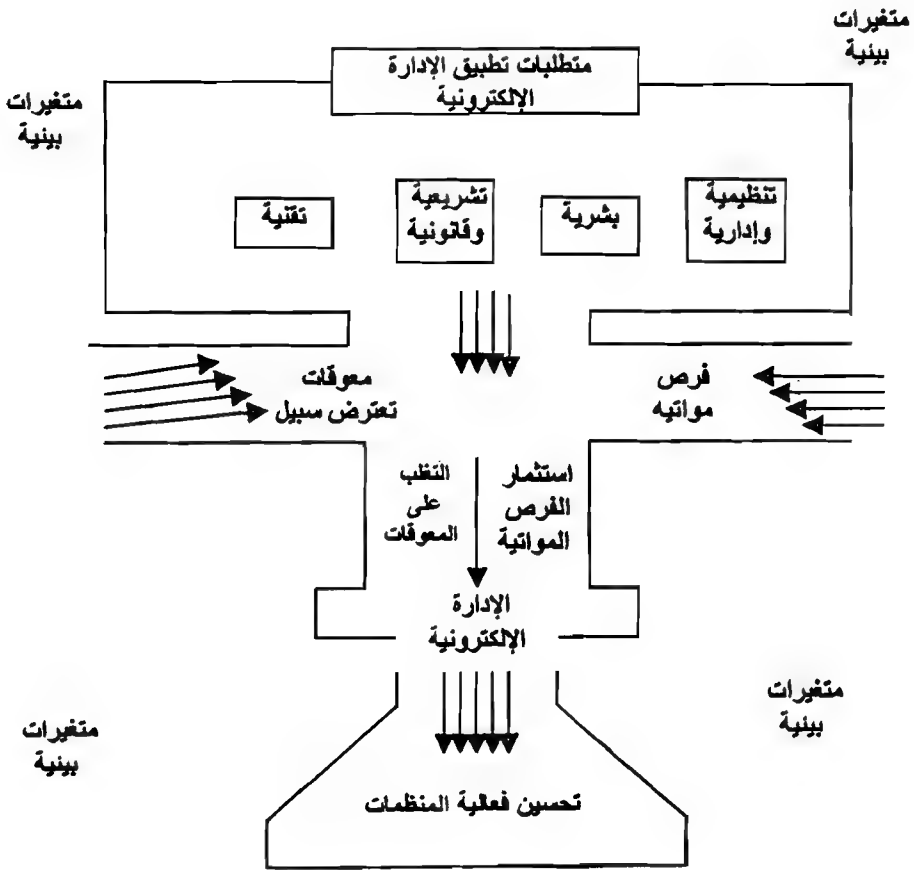 متغيرات
بيئية
متطلبات تطبيق الإدارة
الإلكترونية
متغيرات
بيئية
تنظيمية
وإدارية
بشرية
تشريعية
وقانونية
تقنية
فرص
مواتيه
معوقات
تعترض سبيل
استثمار
الفرص
المواتية
التغلب
على
المعوقات
الإدارة
الإلكترونية
متغيرات
بيئية
متغيرات
بيئية
تحسين فعالية المنظمات